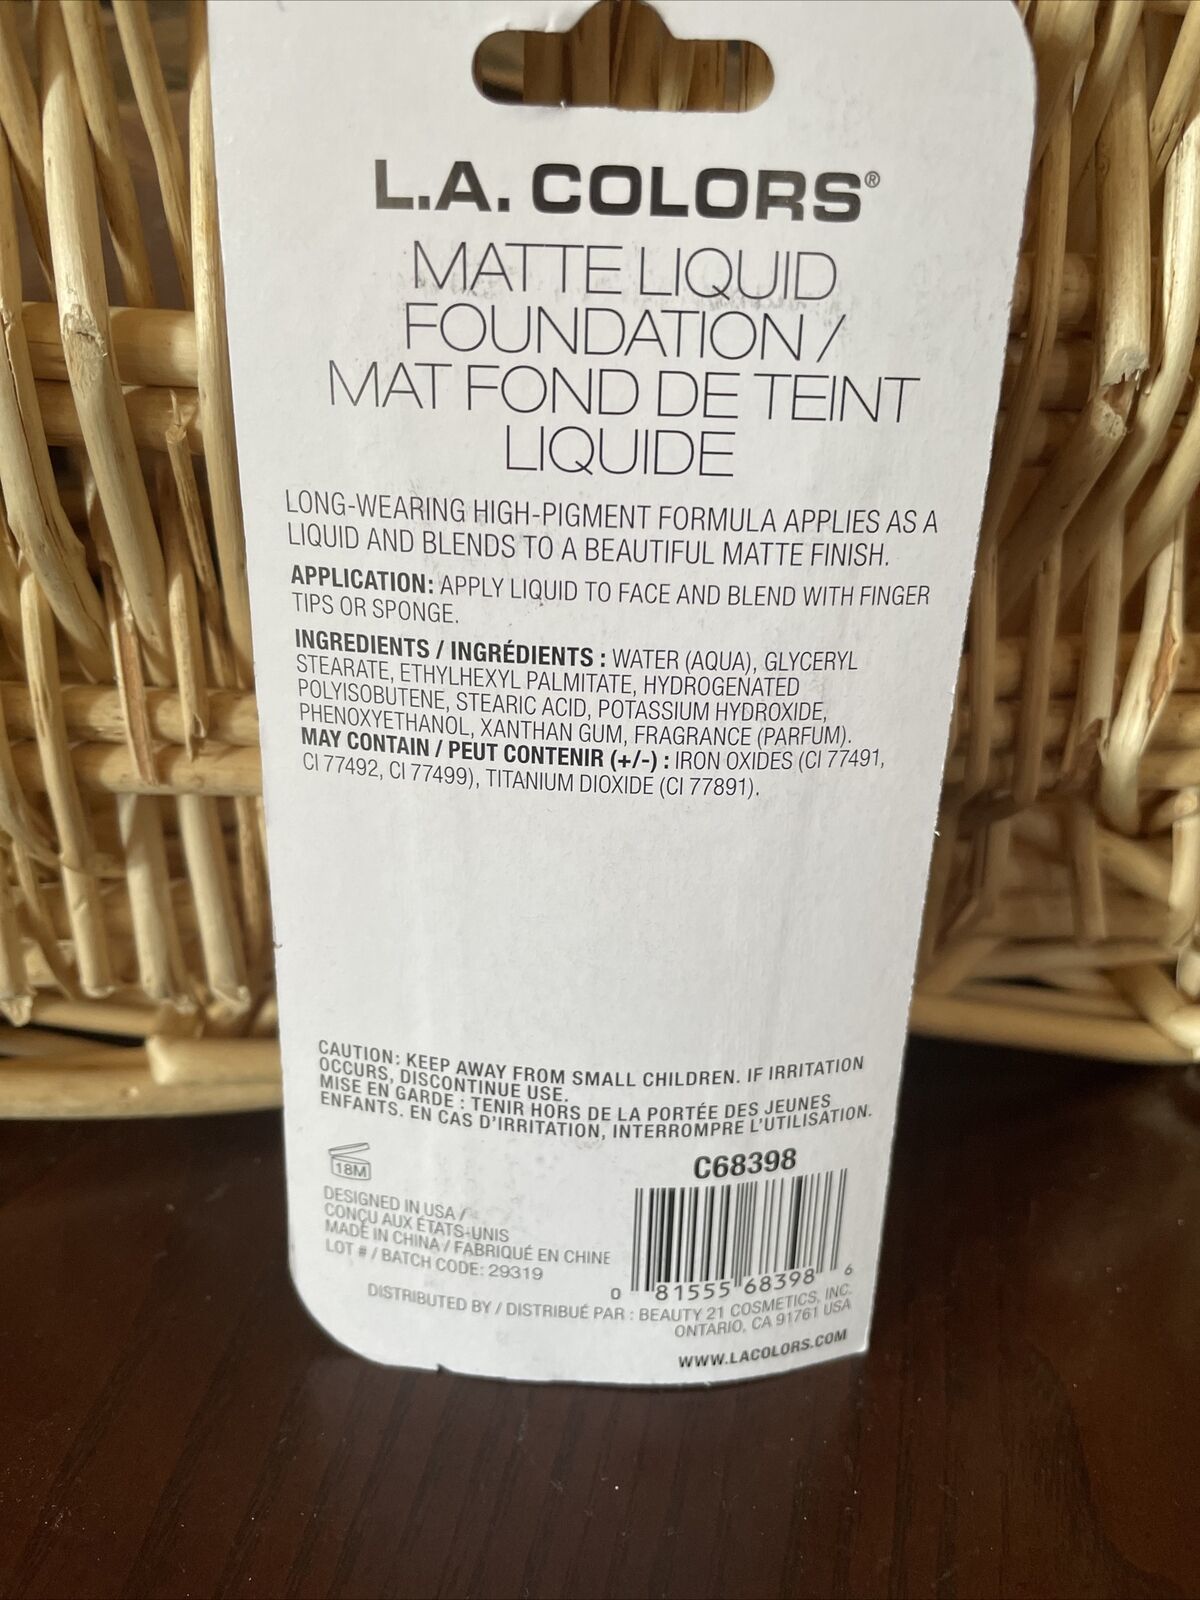 L.A. COLORS®
MATTE LIQUID
FOUNDATION /
MAT FOND DE TEINT
LIQUIDE
LONG-WEARING HIGH-PIGMENT FORMULA APPLIES AS A
LIQUID AND BLENDS TO A BEAUTIFUL MATTE FINISH.
APPLICATION: APPLY LIQUID TO FACE AND BLEND WITH FINGER
TIPS OR SPONGE.
INGREDIENTS / INGRÉDIENTS : WATER (AQUA), GLYCERYL
STEARATE, ETHYLHEXYL PALMITATE, HYDROGENATED
POLYISOBUTENE, STEARIC ACID, POTASSIUM HYDROXIDE,
PHENOXYETHANOL, XANTHAN GUM, FRAGRANCE (PARFUM).
MAY CONTAIN / PEUT CONTENIR (+/-) : IRON OXIDES (CI 77491,
CI 77492, CI 77499), TITANIUM DIOXIDE (CI 77891).
CAUTION: KEEP AWAY FROM SMALL CHILDREN. IF IRRITATION
OCCURS, DISCONTINUE USE.
MISE EN GARDE : TENIR HORS DE LA PORTÉE DES JEUNES
ENFANTS. EN CAS D'IRRITATION, INTERROMPRE L'UTILISATION.
18M
C68398
DESIGNED IN USA /
CONÇU AUX ÉTATS-UNIS
MADE IN CHINA / FABRIQUÉ EN CHINE
LOT # / BATCH CODE: 29319
0 81555 68398 6
DISTRIBUTED BY / DISTRIBUÉ PAR : BEAUTY 21 COSMETICS, INC.
ONTARIO, CA 91761 USA
WWW.LACOLORS.COM